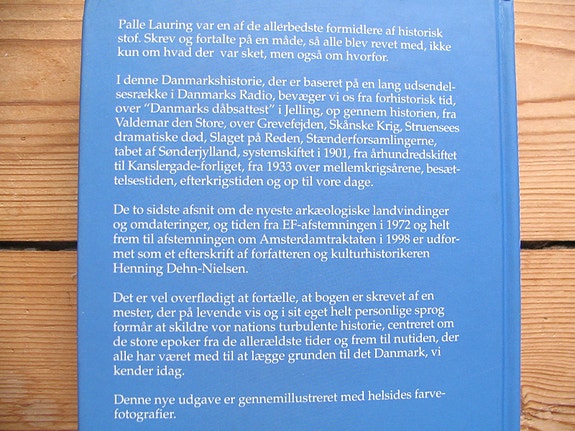 Palle Lauring var en af de allerbedste formidlere af historisk
stof. Skrev og fortalte på en måde, så alle blev revet med, ikke
kun om hvad der var sket, men også om hvorfor.
I denne Danmarkshistorie, der er baseret på en lang udsendel-
sesrække i Danmarks Radio, bevæger vi os fra forhistorisk tid,
over "Danmarks dåbsattest" i Jelling, op gennem historien, fra
Valdemar den Store, over Grevefejden, Skånske Krig, Struensees
dramatiske død, Slaget på Reden, Stænderforsamlingerne,
tabet af Sønderjylland, systemskiftet i 1901, fra århundredskiftet
til Kanslergade-forliget, fra 1933 over mellemkrigsårene, besæt-
telsestiden, efterkrigstiden og op til vore dage.
De to sidste afsnit om de nyeste arkæologiske landvindinger
og omdateringer, og tiden fra EF-afstemningen i 1972 og helt
frem til afstemningen om Amsterdamtraktaten i 1998 er udfor-
met som et efterskrift af forfatteren og kulturhistorikeren
Henning Dehn-Nielsen.
Det er vel overflødigt at fortælle, at bogen er skrevet af en
mester, der på levende vis og i sit eget helt personlige sprog
formår at skildre vor nations turbulente historie, centreret om
de store epoker fra de allerældste tider og frem til nutiden, der
alle har været med til at lægge grunden til det Danmark, vi
kender idag.
Denne nye udgave er gennemillustreret med helsides farve-
fotografier.